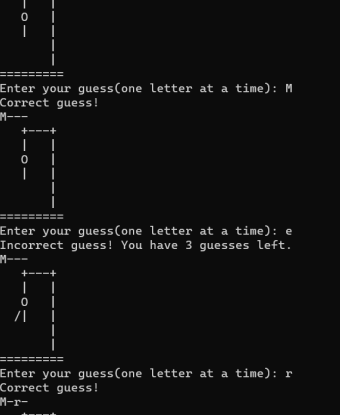 |   |
  O   |
  |   |
      |
      |
=========
Enter your guess(one letter at a time): M
Correct guess!
M---
  +---+
  |   |
  O   |
  |   |
      |
      |
=========
Enter your guess(one letter at a time): e
Incorrect guess! You have 3 guesses left.
M---
  +---+
  |   |
  O   |
 /|   |
      |
      |
=========
Enter your guess(one letter at a time): r
Correct guess!
M-r-
  +---+